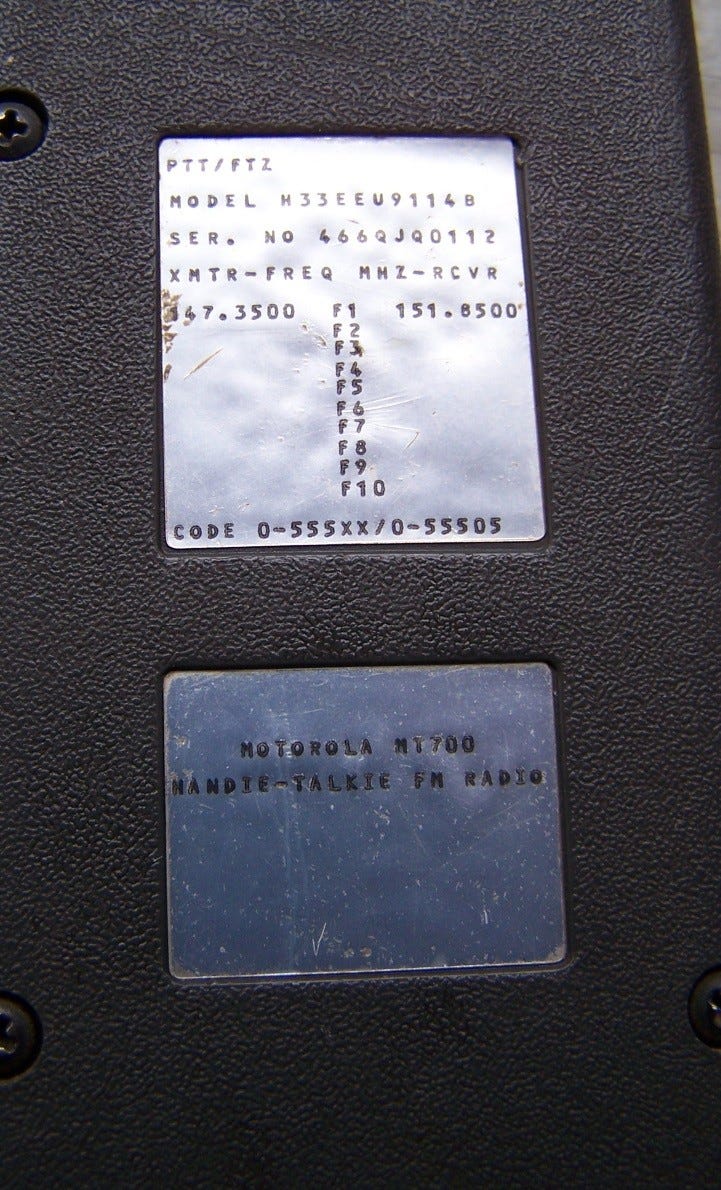 PTT/FTZ
MODEL H33EEU9114B
SER. NO 466QJQ0112
XMTR-FREQ MHZ-RCVR
147.3500 F1 151.8500
F2
F3
F4
F5
F6
F7
F8
F9
F10
CODE 0-555XX/0-55505
MOTOROLA MT700
HANDIE-TALKIE FM RADIO